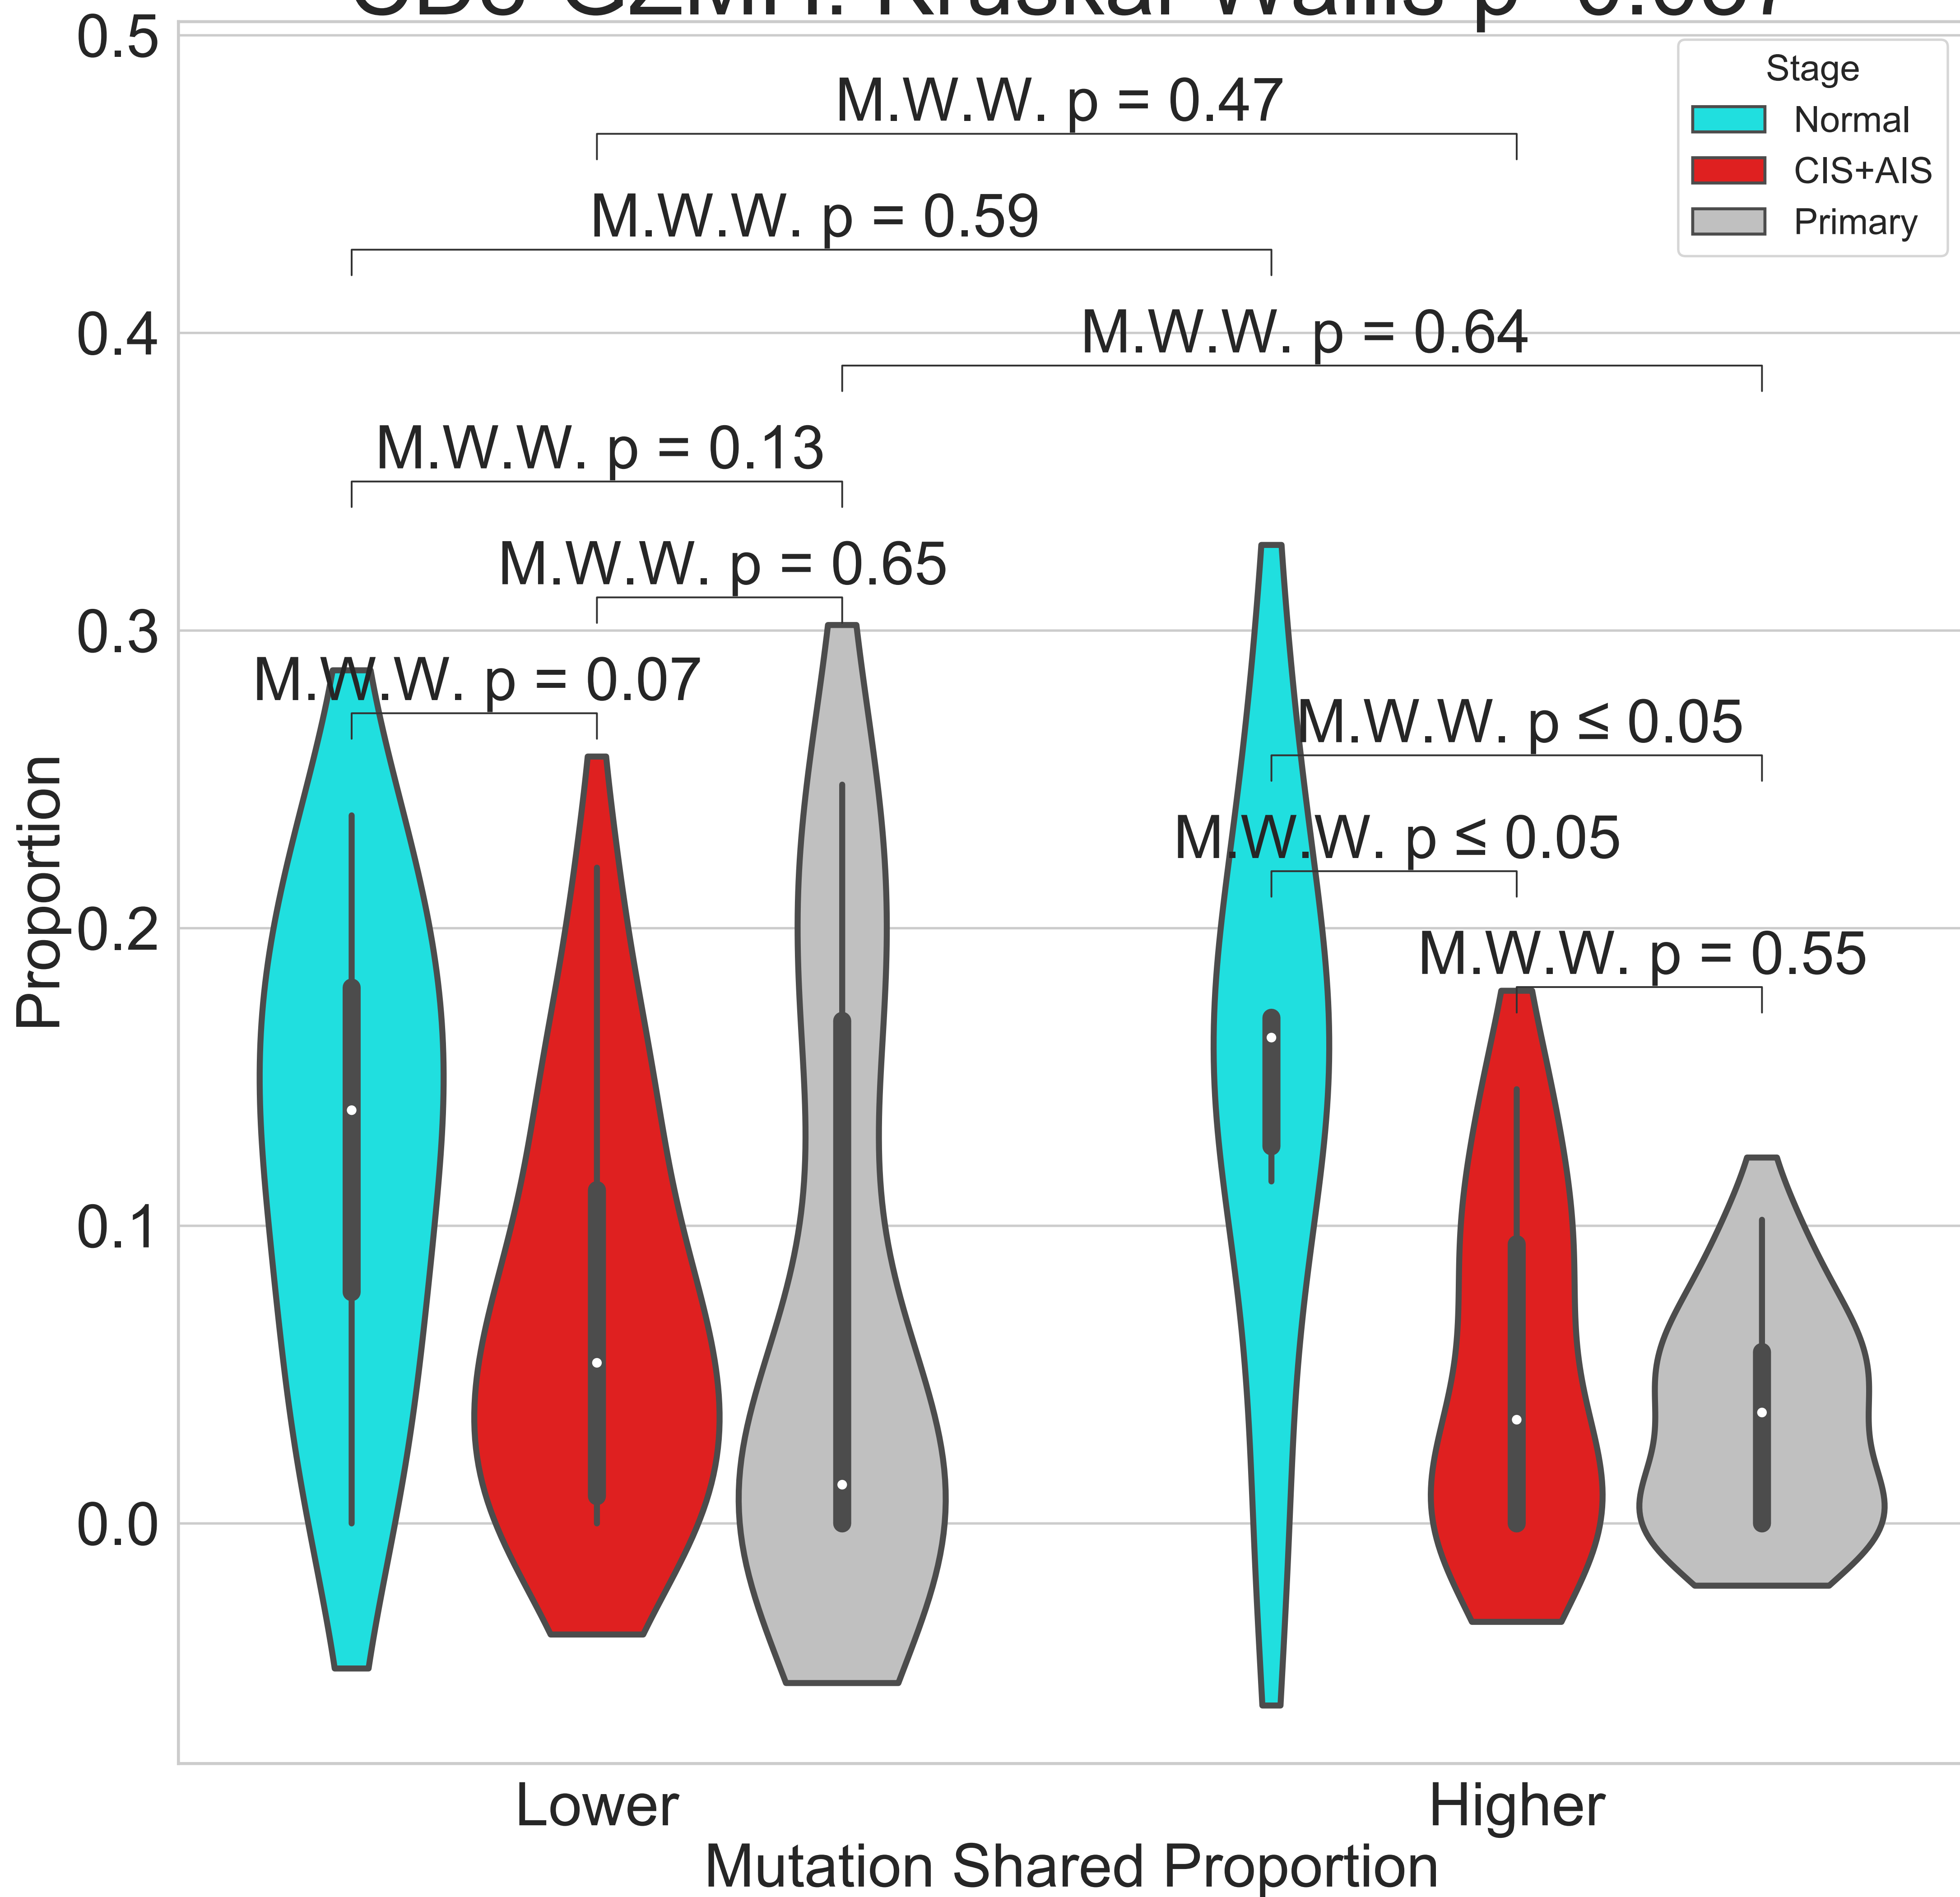 Kruskal Wallis p
0.5
0.4
0.3
0.2
0.1
0.0
Proportion
Stage
Normal
CIS+AIS
Primary
M.W.W. p = 0.47
M.W.W. p = 0.59
M.W.W. p = 0.64
M.W.W. p = 0.13
M.W.W. p = 0.65
M.W.W. p = 0.07
M.W.W. p ≤ 0.05
M.W.W. p ≤ 0.05
M.W.W. p = 0.55
Lower
Higher
Mutation Shared Proportion